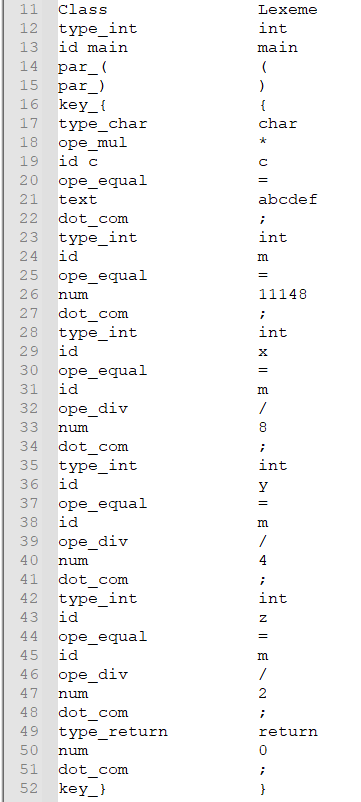 11 Class Lexeme
12 type_int int
13 id main main
14 par_( (
15 par_) )
16 key_{ {
17 type_char char
18 ope_mul *
19 id c c
20 ope_equal =
21 text abcdef
22 dot_com ;
23 type_int int
24 id m
25 ope_equal =
26 num 11148
27 dot_com ;
28 type_int int
29 id x
30 ope_equal =
31 id m
32 ope_div /
33 num 8
34 dot_com ;
35 type_int int
36 id y
37 ope_equal =
38 id m
39 ope_div /
40 num 4
41 dot_com ;
42 type_int int
43 id z
44 ope_equal =
45 id m
46 ope_div /
47 num 2
48 dot_com ;
49 type_return return
50 num 0
51 dot_com ;
52 key_} }